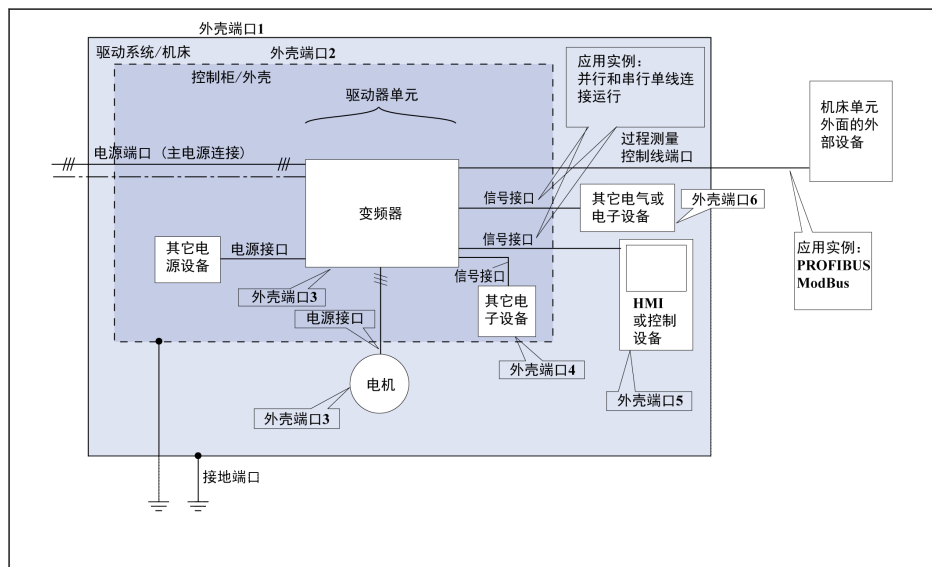 外壳端口1
驱动系统/机床
外壳端口2
控制柜/外壳
驱动器单元
应用实例：
并行和串行单线连
接运行
机床单元
外面的外
部设备
电源端口（主电源连接）
过程测量
控制线端口
变频器
信号接口
其它电气或
电子设备
外壳端口6
其它电
源设备
电源接口
信号接口
信号接口
应用实例：
PROFIBUS
ModBus
外壳端口3
其它电
子设备
HMI
或控制
设备
电源接口
外壳端口4
电机
外壳端口3
外壳端口5
接地端口